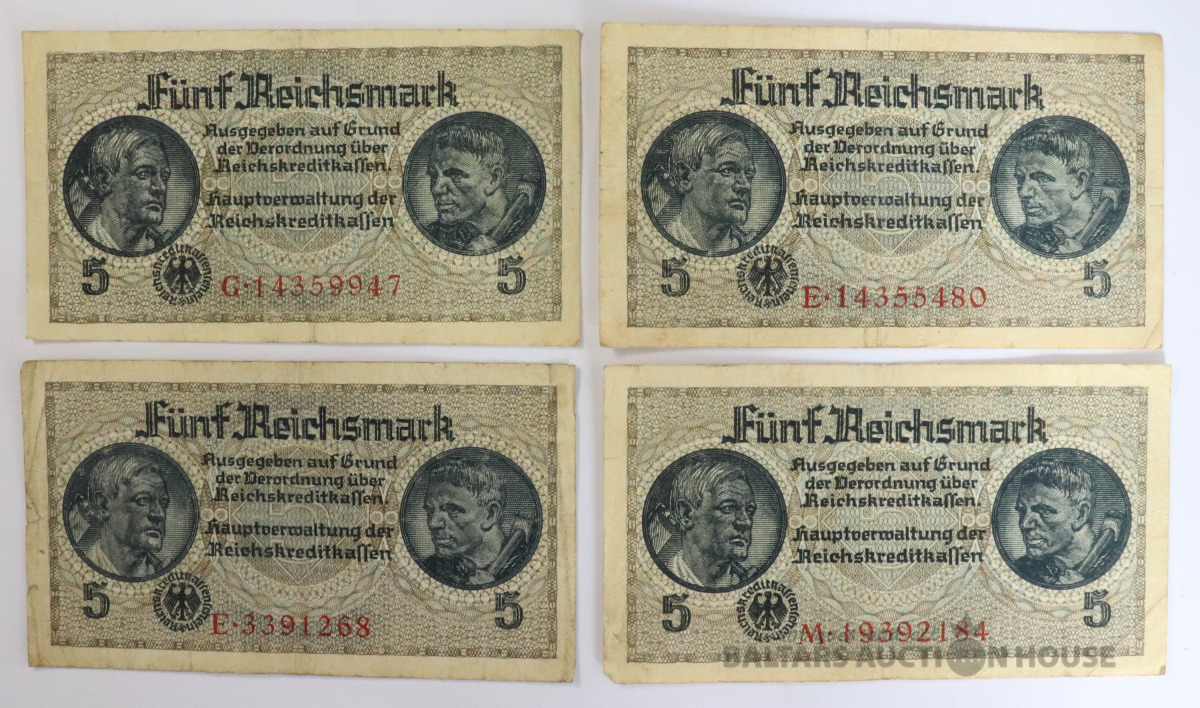 Fünf Reichsmark
Ausgegeben auf Grund
der Verordnung über
Reichskreditkassen.
Hauptverwaltung der
Reichskreditkassen
5
5
G·14359947
Fünf Reichsmark
Ausgegeben auf Grund
der Verordnung über
Reichskreditkassen.
Hauptverwaltung der
Reichskreditkassen
5
5
E·14355480
Fünf Reichsmark
Ausgegeben auf Grund
der Verordnung über
Reichskreditkassen.
Hauptverwaltung der
Reichskreditkassen
5
5
E·3391268
Fünf Reichsmark
Ausgegeben auf Grund
der Verordnung über
Reichskreditkassen.
Hauptverwaltung der
Reichskreditkassen
5
5
M·19392184
BALTARS AUCTION HOUSE